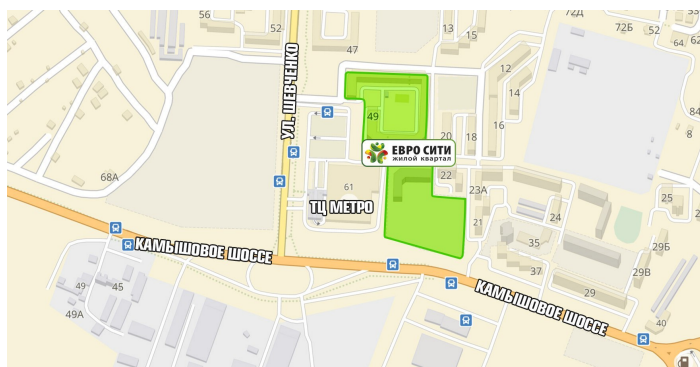 56
52
47
13
15
72Д
72Б
52
62
64
УЛ. ШЕВЧЕНКО
12
14
84
49
16
20
18
8
ЕВРО СИТИ
ЖИЛОЙ КВАРТАЛ
68А
61
22
23А
25
ТЦ МЕТРО
21
24
КАМЫШОВОЕ ШОССЕ
35
29Б
37
29В
49
45
КАМЫШОВОЕ ШОССЕ
29
49А
40